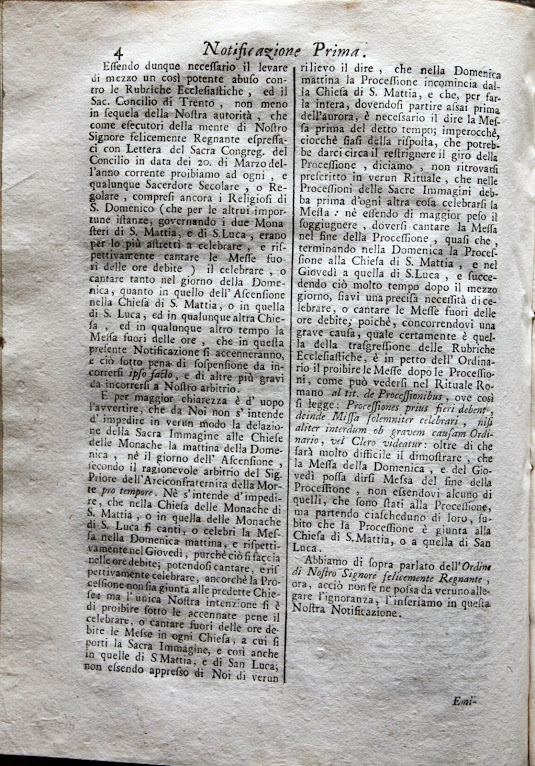 4 Notificazione Prima.
Essendo dunque necessario il levare
di mezzo un così potente abuso con-
tro le Rubriche Ecclesiastiche, ed il
Sac. Concilio di Trento, non meno
in sequela della Nostra autorità, che
come esecutori della mente di Nostro
Signore felicemente Regnante espressa-
ci con Lettera del Sacra Congreg. del
Concilio in data dei 20. di Marzo del-
l'anno corrente proibiamo ad ogni, e
qualunque Sacerdote Secolare, o Re-
golare, compresi ancora i Religiosi di
S. Domenico (che per le altrui impor-
tune istanze, governando i due Mona-
steri di S. Mattia, e di S.Luca, erano
per lo più astretti a celebrare, e ris-
pettivamente cantare le Messe fuo-
ri delle ore debite) il celebrare, o
cantare tanto nel giorno della Dome-
nica, quanto in quello dell'Ascensione
nella Chiesa di S. Mattia, o in quella
di S. Luca, ed in qualunque altra Chie-
sa, ed in qualunque altro tempo la
Messa fuori delle ore, che in questa
presente Notificazione si accenneranno,
e ciò sotto pena di sospensione da in-
corrersi ipso facto, e di altre più gravi
da incorrersi a Nostro arbitrio.
E per maggior chiarezza è d'uopo
l'avvertire, che da Noi non s'intende
d'impedire in verun modo la delazio-
ne della Sacra Immagine alle Chiese
delle Monache la mattina della Dome-
nica, nè il giorno dell'Ascensione,
secondo il ragionevole arbitrio del Sig.
Priore dell'Arciconfraternita della Mor-
te pro tempore. Nè s'intende d'impedi-
re, che nella Chiesa delle Monache di
S. Mattia, o in quella delle Monache
di S. Luca si canti, o celebri la Mes-
sa nella Domenica mattina, e rispetti-
vamente nel Giovedì, purchè ciò si faccia
nelle ore debite; potendosi cantare, e ris-
pettivamente celebrare, ancorchè la Pro-
cessione non sia giunta alle predette Chie-
se; ma l'unica Nostra intenzione si è
di proibire sotto le accennate pene il
celebrare, o cantare fuori delle ore de-
bite le Messe in ogni Chiesa, a cui si
porti la Sacra Immagine, e così anche
in quelle di S.Mattia, e di San Luca;
non essendo appresso di Noi di verun
rilievo il dire, che nella Domenica
mattina la Processione incomincia dal-
la Chiesa di S. Mattia, e che, per far-
la intera, dovendosi partire assai prima
dell'aurora, è necessario il dire la Mes-
sa prima del detto tempo; imperocchè,
ciocchè siasi della risposta, che potreb-
be darci circa il restrignere il giro della
Processione, diciamo, non ritrovarsi
prescritto in verun Rituale, che nelle
Processioni delle Sacre Immagini deb-
ba prima d'ogni altra cosa celebrarsi la
Messa: nè essendo di maggior peso il
soggiugnere, doversi cantare la Messa
nel fine della Processione, quasi che,
terminando nella Domenica la Proces-
sione alla Chiesa di S. Mattia, e nel
Giovedì a quella di S.Luca, e succe-
dendo ciò molto tempo dopo il mezzo
giorno, siavi una precisa necessità di ce-
lebrare, o cantare le Messe fuori delle
ore debite; poichè, concorrendovi una
grave causa, quale certamente è quel-
la della trasgressione delle Rubriche
Ecclesiastiche, è in petto dell'Ordina-
rio il proibire le Messe dopo le Processio-
ni, come può vedersi nel Rituale Ro-
mano al tit. de Processionibus, ove così
si legge: Processiones prius fieri debent,
deinde Missa solemniter celebrari, nisi
aliter interdum ob gravem causam Ordi-
nario, vel Clero videatur: oltre di che
sarà molto difficile il dimostrare, che
la Messa della Domenica, e del Gio-
vedì possa dirsi Messa del fine della
Processione, non essendovi alcuno di
quelli, che sono stati alla Processione,
ma partendo ciascheduno di loro, su-
bito che la Processione è giunta alla
Chiesa di S.Mattia, o a quella di San
Luca.
Abbiamo di sopra parlato dell'Ordine
di Nostro Signore felicemente Regnante,
ora, acciò non se ne possa da veruno alle-
gare l'ignoranza, l'inseriamo in questa
Nostra Notificazione.
Emi-